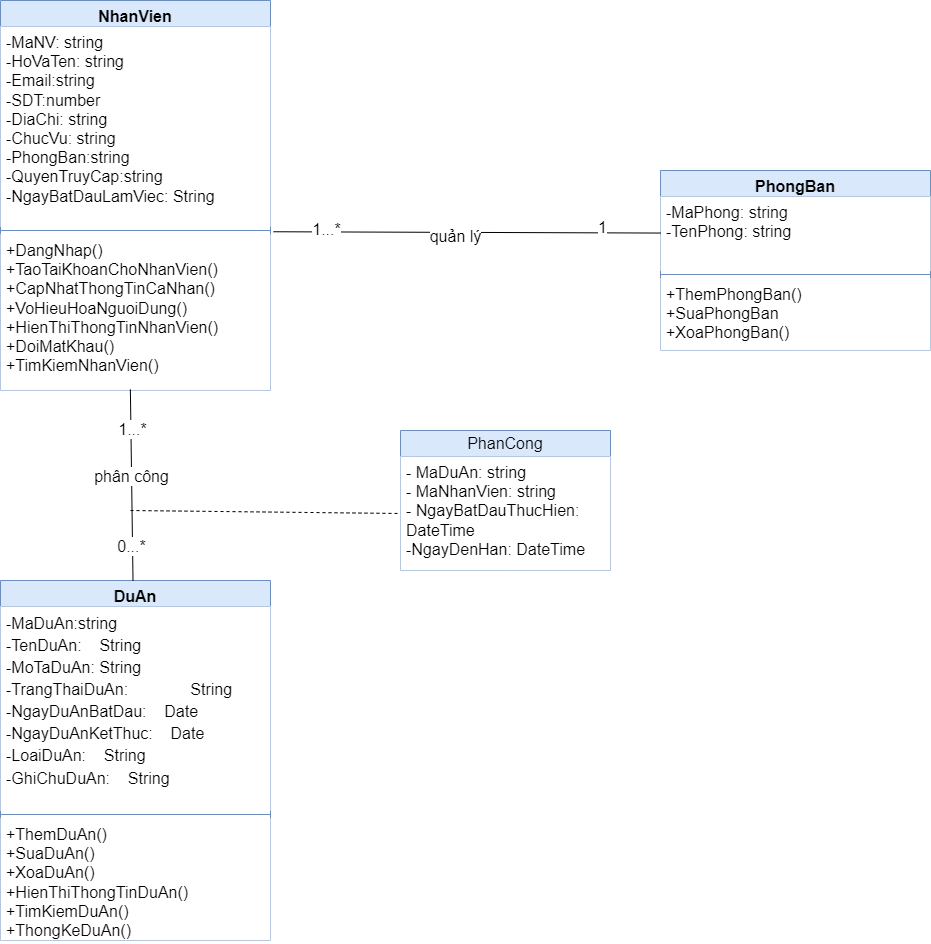 NhanVien
-MaNV: string
-HoVaTen: string
-Email:string
-SDT:number
-DiaChi: string
-ChucVu: string
-PhongBan:string
-QuyenTruyCap:string
-NgayBatDauLamViec: String
+DangNhap()
+TaoTaiKhoanChoNhanVien()
+CapNhatThongTinCaNhan()
+VoHieuHoaNguoiDung()
+HienThiThongTinNhanVien()
+DoiMatKhau()
+TimKiemNhanVien()
1...*
quản lý
1
PhongBan
-MaPhong: string
-TenPhong: string
+ThemPhongBan()
+SuaPhongBan
+XoaPhongBan()
1...*
phân công
0...*
PhanCong
- MaDuAn: string
- MaNhanVien: string
- NgayBatDauThucHien:
DateTime
-NgayDenHan: DateTime
DuAn
-MaDuAn:string
-TenDuAn: String
-MoTaDuAn: String
-TrangThaiDuAn: String
-NgayDuAnBatDau: Date
-NgayDuAnKetThuc: Date
-LoaiDuAn: String
-GhiChuDuAn: String
+ThemDuAn()
+SuaDuAn()
+XoaDuAn()
+HienThiThongTinDuAn()
+TimKiemDuAn()
+ThongKeDuAn()